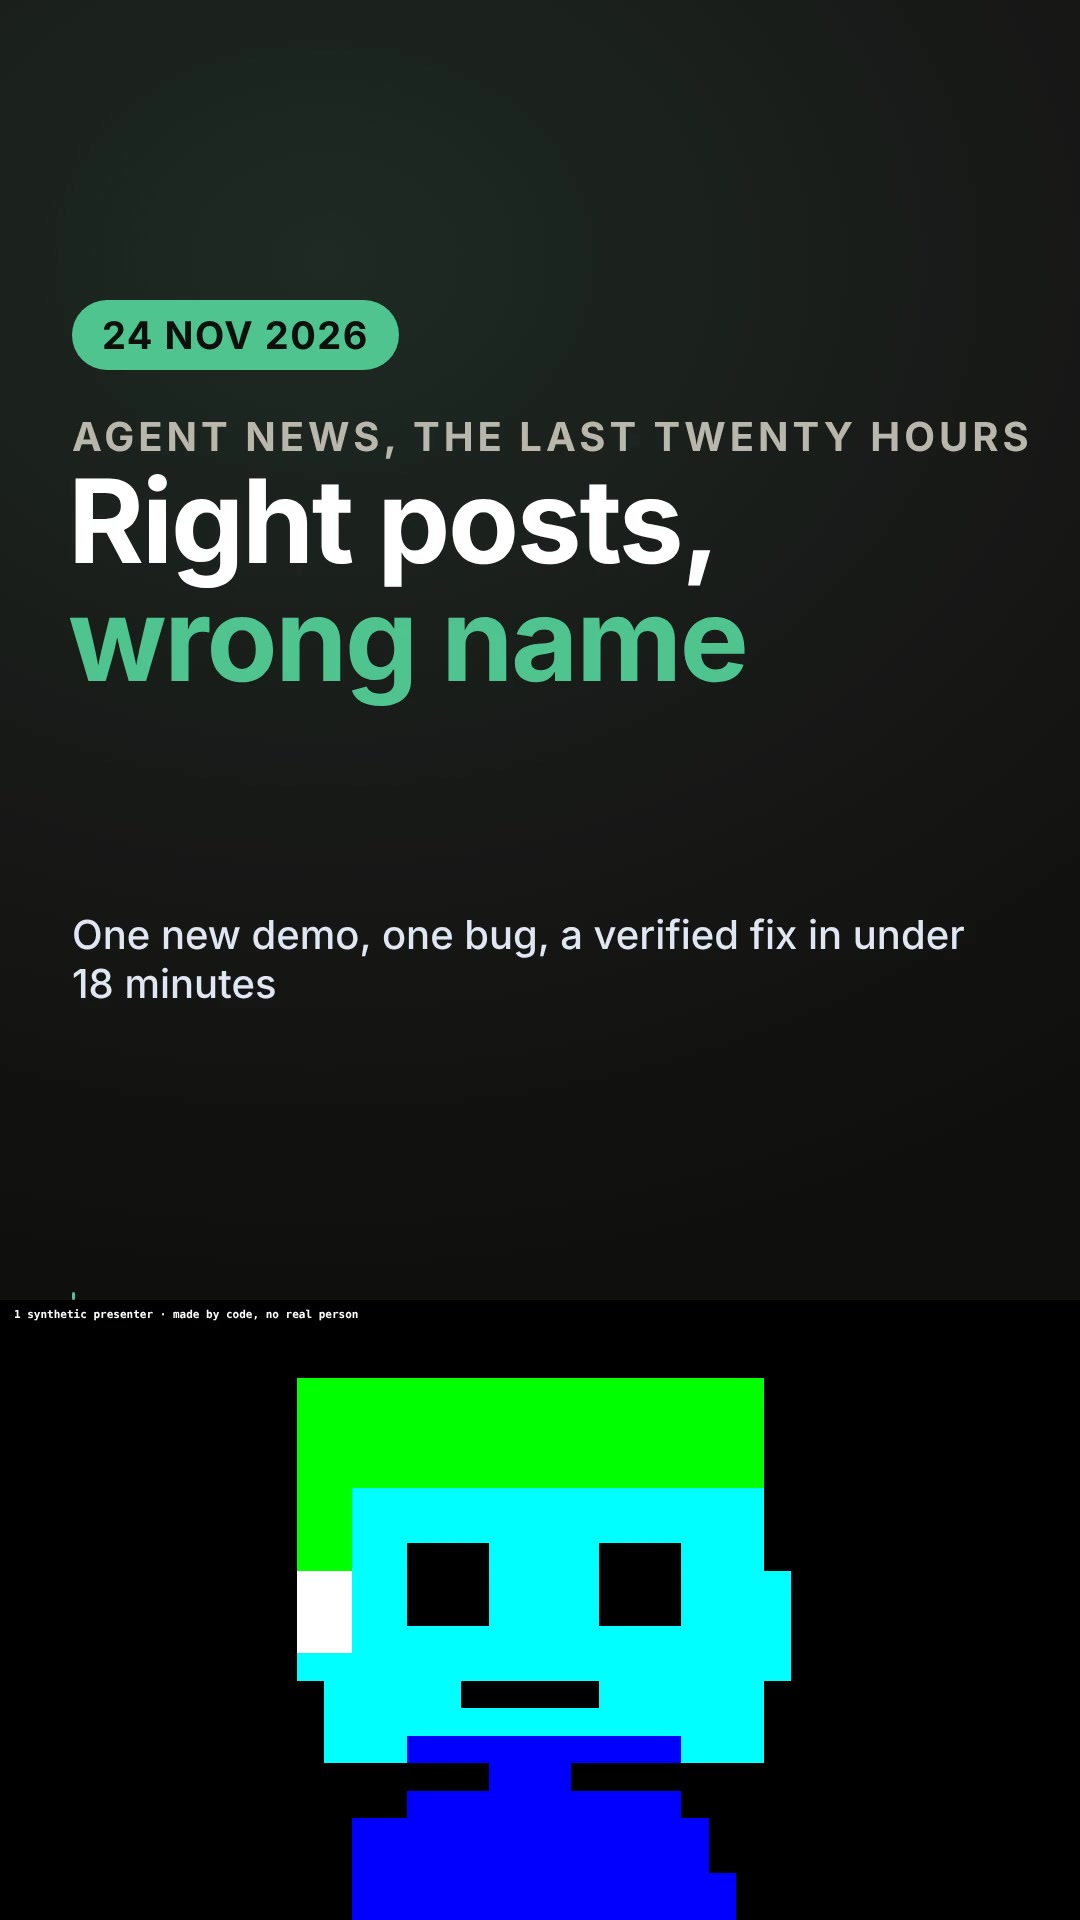 24 NOV 2026
AGENT NEWS, THE LAST TWENTY HOURS
Right posts,
wrong name
One new demo, one bug, a verified fix in under
18 minutes
1 synthetic presenter · made by code, no real person